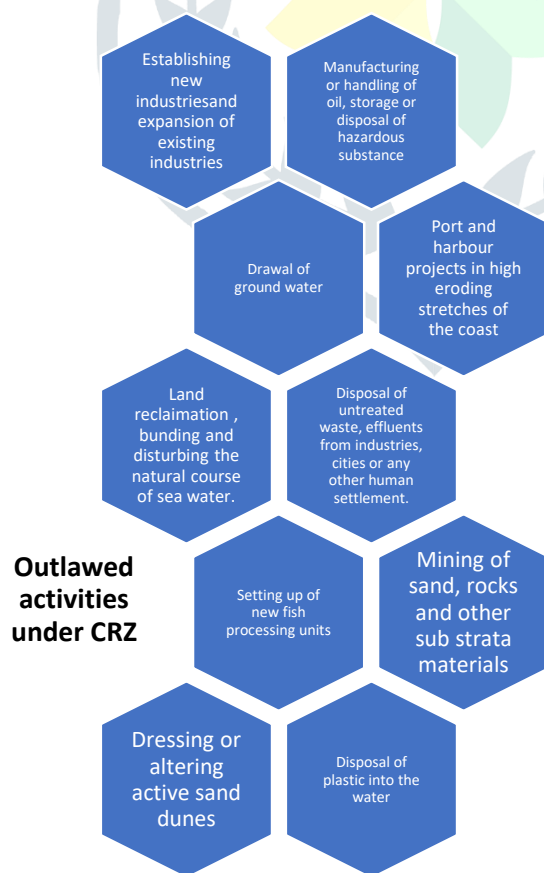 Establishing
new
industriesand
expansion of
existing
industries
Manufacturing
or handling of
oil, storage or
disposal of
hazardous
substance
Drawal of
ground water
Port and
harbour
projects in high
eroding
stretches of
the coast
Land
reclaimation ,
bunding and
disturbing the
natural course
of sea water.
Disposal of
untreated
waste, effluents
from industries,
cities or any
other human
settlement.
Outlawed
activities
under CRZ
Setting up of
new fish
processing units
Mining of
sand, rocks
and other
sub strata
materials
Dressing or
altering
active sand
dunes
Disposal of
plastic into the
water